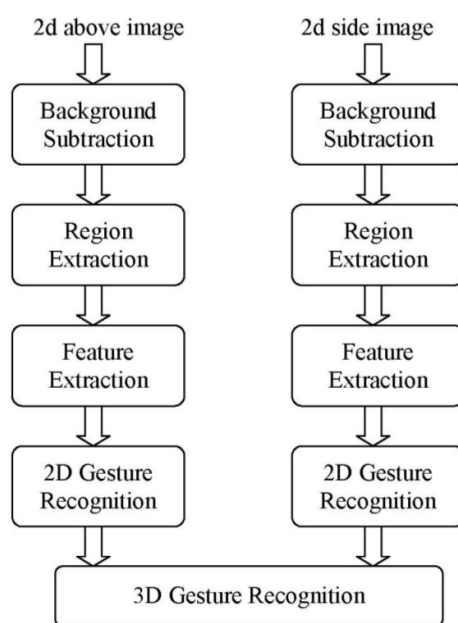 2d above image
Background
Subtraction
Region
Extraction
Feature
Extraction
2D Gesture
Recognition
2d side image
Background
Subtraction
Region
Extraction
Feature
Extraction
2D Gesture
Recognition
3D Gesture Recognition